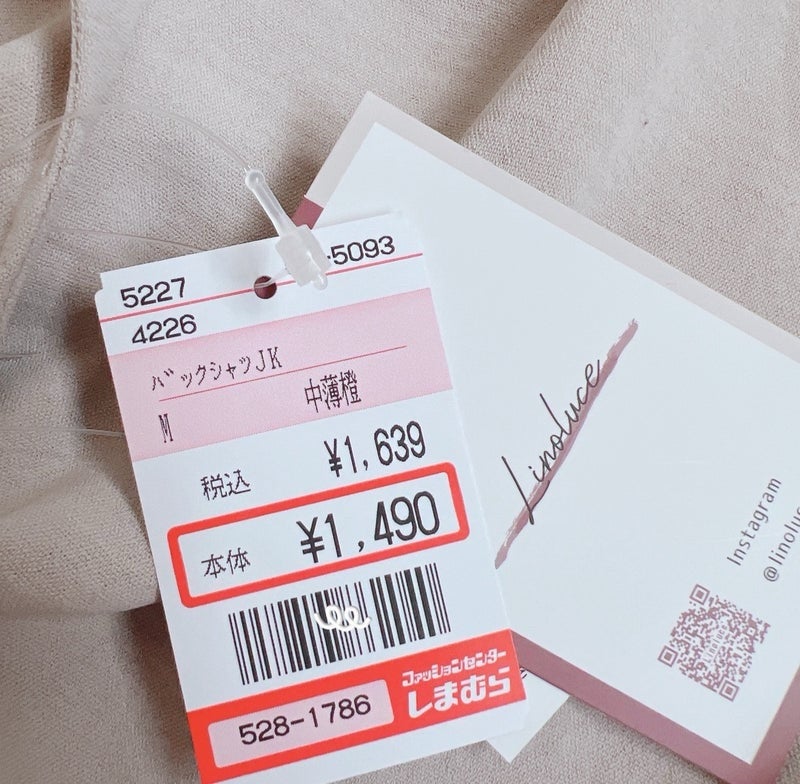 5227
-5093
4226
バックシャツJK
M 中薄橙
税込 ¥1,639
本体 ¥1,490
528-1786
ファッションセンター
しまむら
Linoluce
Instagram
@linoluc